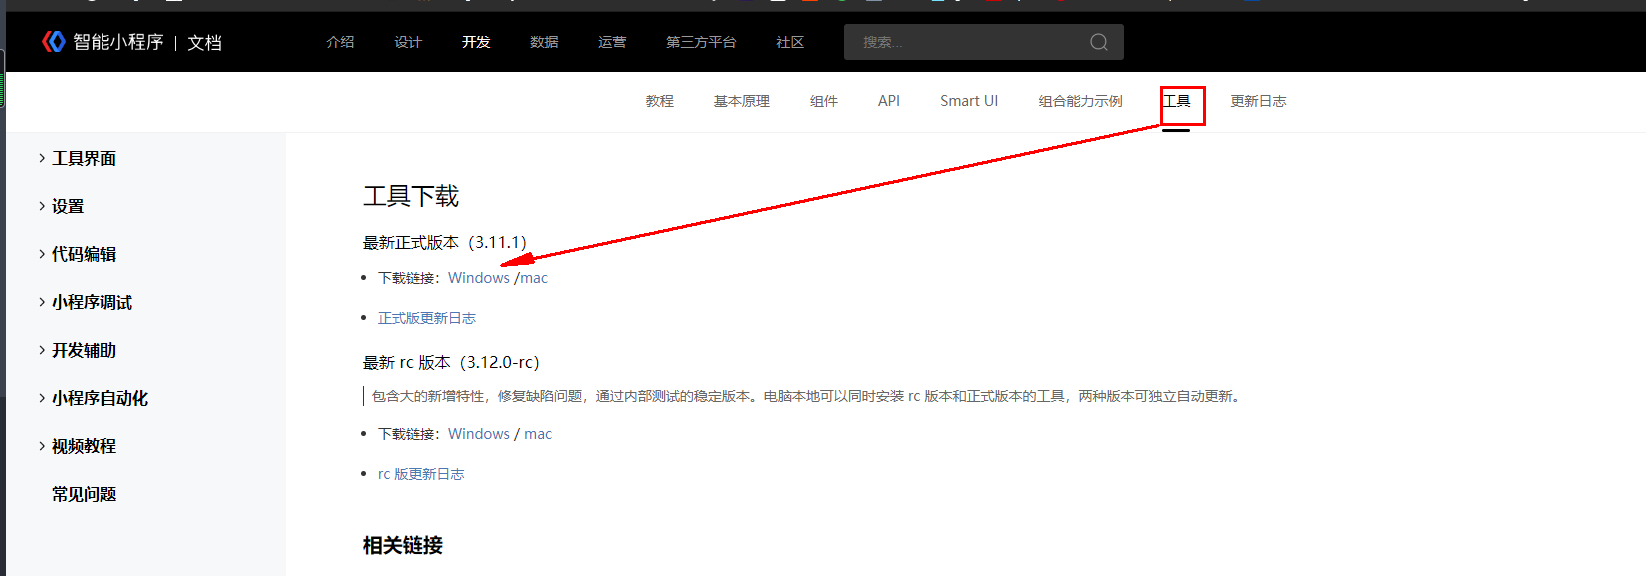 智能小程序 | 文档
介绍 设计 开发 数据 运营 第三方平台 社区 搜索...
教程 基本原理 组件 API Smart UI 组合能力示例 工具 更新日志
工具界面
设置
代码编辑
小程序调试
开发辅助
小程序自动化
视频教程
常见问题
工具下载
最新正式版本（3.11.1）
下载链接：Windows /mac
正式版更新日志
最新 rc 版本（3.12.0-rc）
包含大的新增特性，修复缺陷问题，通过内部测试的稳定版本。电脑本地可以同时安装 rc 版本和正式版本的工具，两种版本可独立自动更新。
下载链接：Windows / mac
rc 版更新日志
相关链接